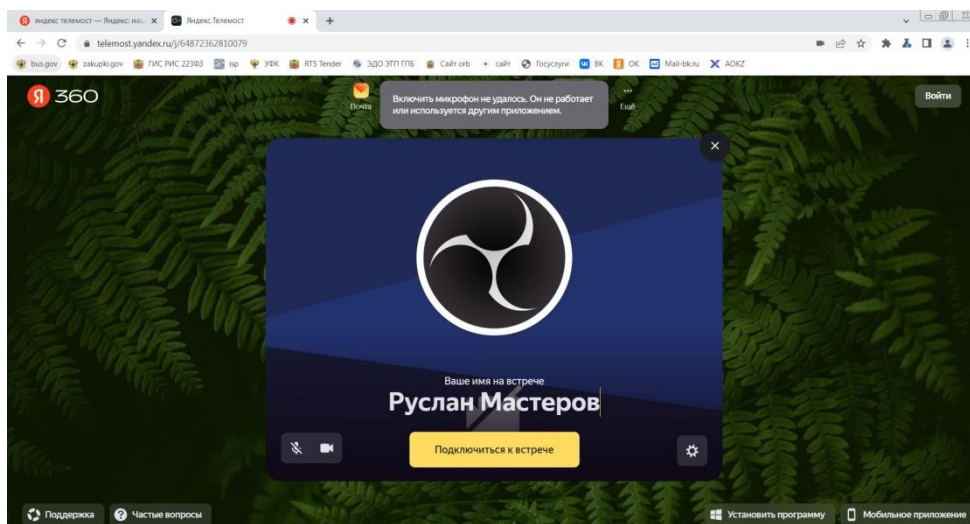 яндекс телемост — Яндекс: наш
Яндекс.Телемост
telemost.yandex.ru/j/64872362810079
bus.gov
zakupki.gov
ГИС РИС 223ФЗ
isp
УФК
RTS Tender
ЭДО ЭТП ГПБ
Сайт orb
сайт
Госуслуги
ВК
ОК
Mail-bk.ru
AOKZ
Я 360
Почта
Включить микрофон не удалось. Он не работает
или используется другим приложением.
Ещё
Войти
Ваше имя на встрече
Руслан Мастеров
Подключиться к встрече
Поддержка
Частые вопросы
Установить программу
Мобильное приложение